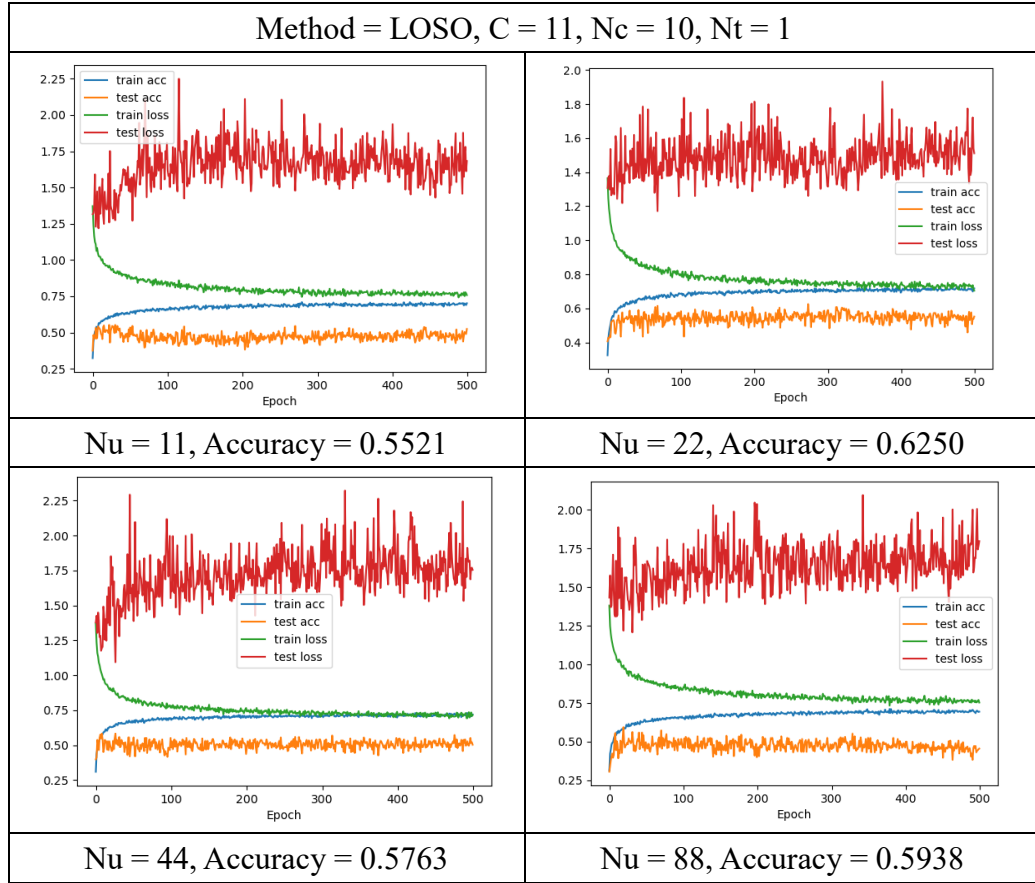 Method = LOSO, C = 11, Nc = 10, Nt = 1
2.25
2.00
1.75
1.50
1.25
1.00
0.75
0.50
0.25
train acc
test acc
train loss
test loss
0 100 200 300 400 500
Epoch
2.0
1.8
1.6
1.4
1.2
1.0
0.8
0.6
0.4
train acc
test acc
train loss
test loss
0 100 200 300 400 500
Epoch
Nu = 11, Accuracy = 0.5521
Nu = 22, Accuracy = 0.6250
2.25
2.00
1.75
1.50
1.25
1.00
0.75
0.50
0.25
train acc
test acc
train loss
test loss
0 100 200 300 400 500
Epoch
2.00
1.75
1.50
1.25
1.00
0.75
0.50
0.25
train acc
test acc
train loss
test loss
0 100 200 300 400 500
Epoch
Nu = 44, Accuracy = 0.5763
Nu = 88, Accuracy = 0.5938